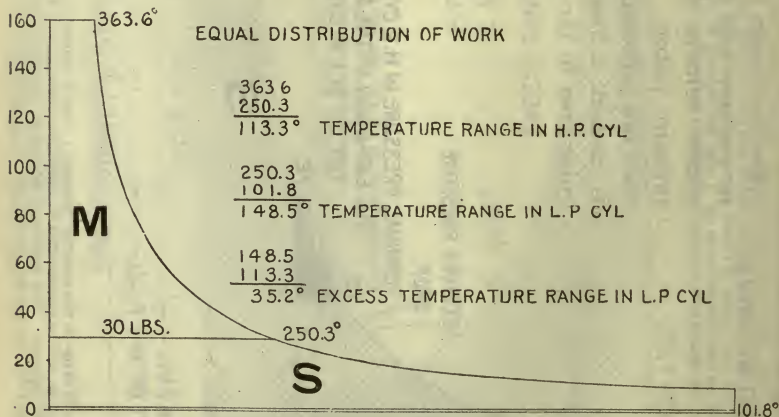 160
363.6°
EQUAL DISTRIBUTION OF WORK
140
363 6
120
250.3
113.3° TEMPERATURE RANGE IN H.P. CYL
100
250.3
101.8
80
148.5° TEMPERATURE RANGE IN L.P CYL
M
60
148.5
113.3
40
35.2° EXCESS TEMPERATURE RANGE IN L.P CYL
30 LBS.
250.3°
20
S
0
101.8°